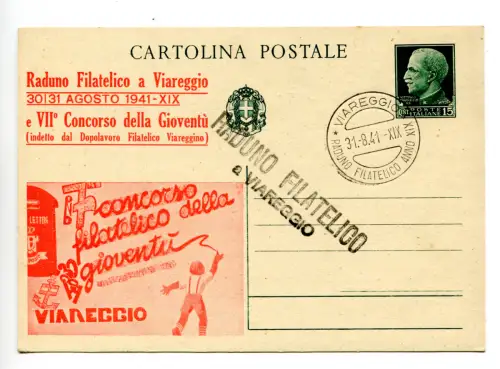 CARTOLINA POSTALE
Raduno Filatelico a Viareggio
30|31 AGOSTO 1941-XIX
e VIIº Concorso della Gioventù
(indetto dal Dopolavoro Filatelico Viareggino)
POSTE
ITALIANE
15
VIAREGGIO
31.8.41-XIX
RADUNO FILATELICO ANNO XIX
RADUNO FILATELICO
a VIAREGGIO
concorso
filatelico della
gioventù
VIAREGGIO